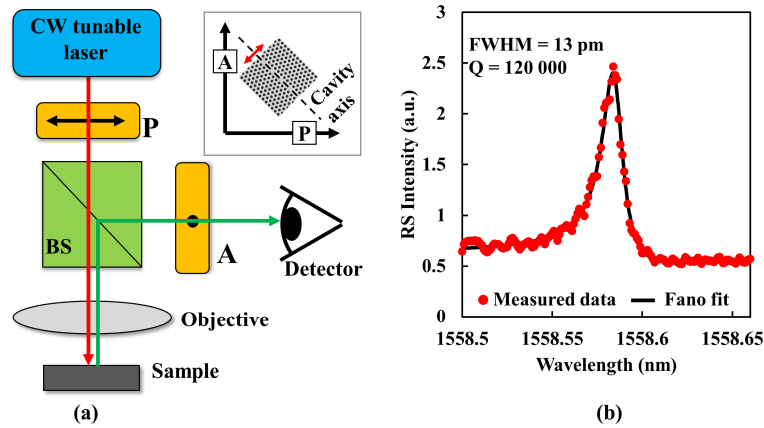 CW tunable
laser
P
BS
A
Detector
Objective
Sample
(a)
A
P
Cavity
axis
FWHM = 13 pm
Q = 120 000
RS Intensity (a.u.)
3
2.5
2
1.5
1
0.5
0
Measured data
Fano fit
1558.5
1558.55
1558.6
1558.65
Wavelength (nm)
(b)